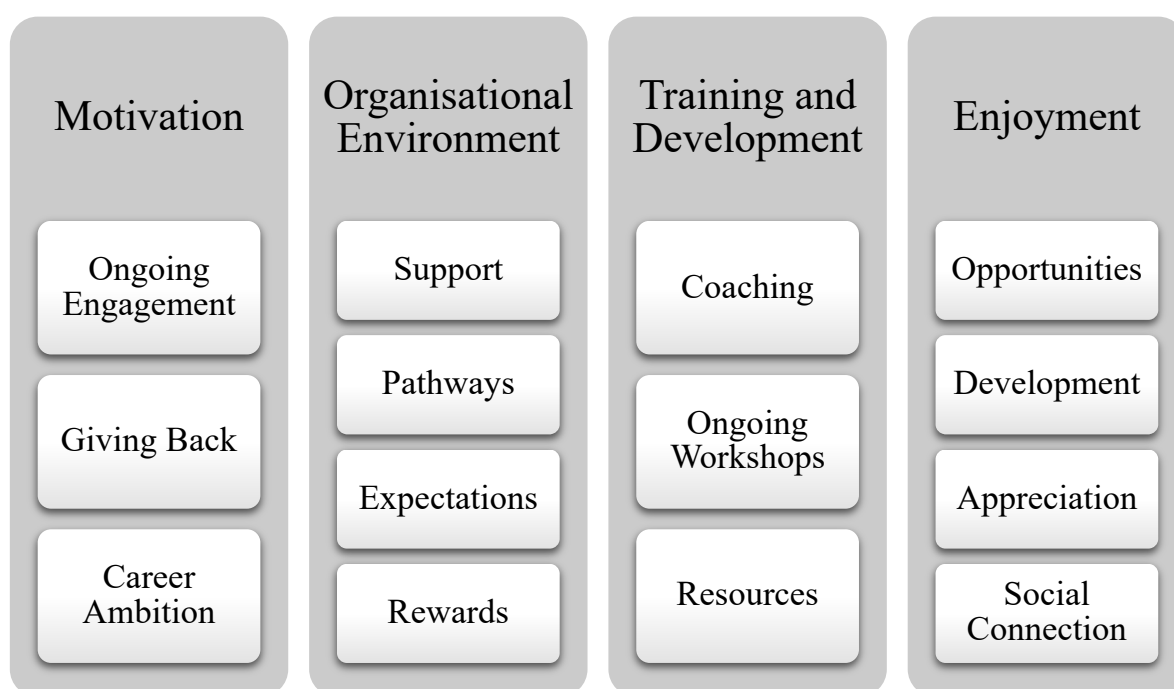 Motivation
Ongoing
Engagement
Giving Back
Career
Ambition
Organisational
Environment
Support
Pathways
Expectations
Rewards
Training and
Development
Coaching
Ongoing
Workshops
Resources
Enjoyment
Opportunities
Development
Appreciation
Social
Connection